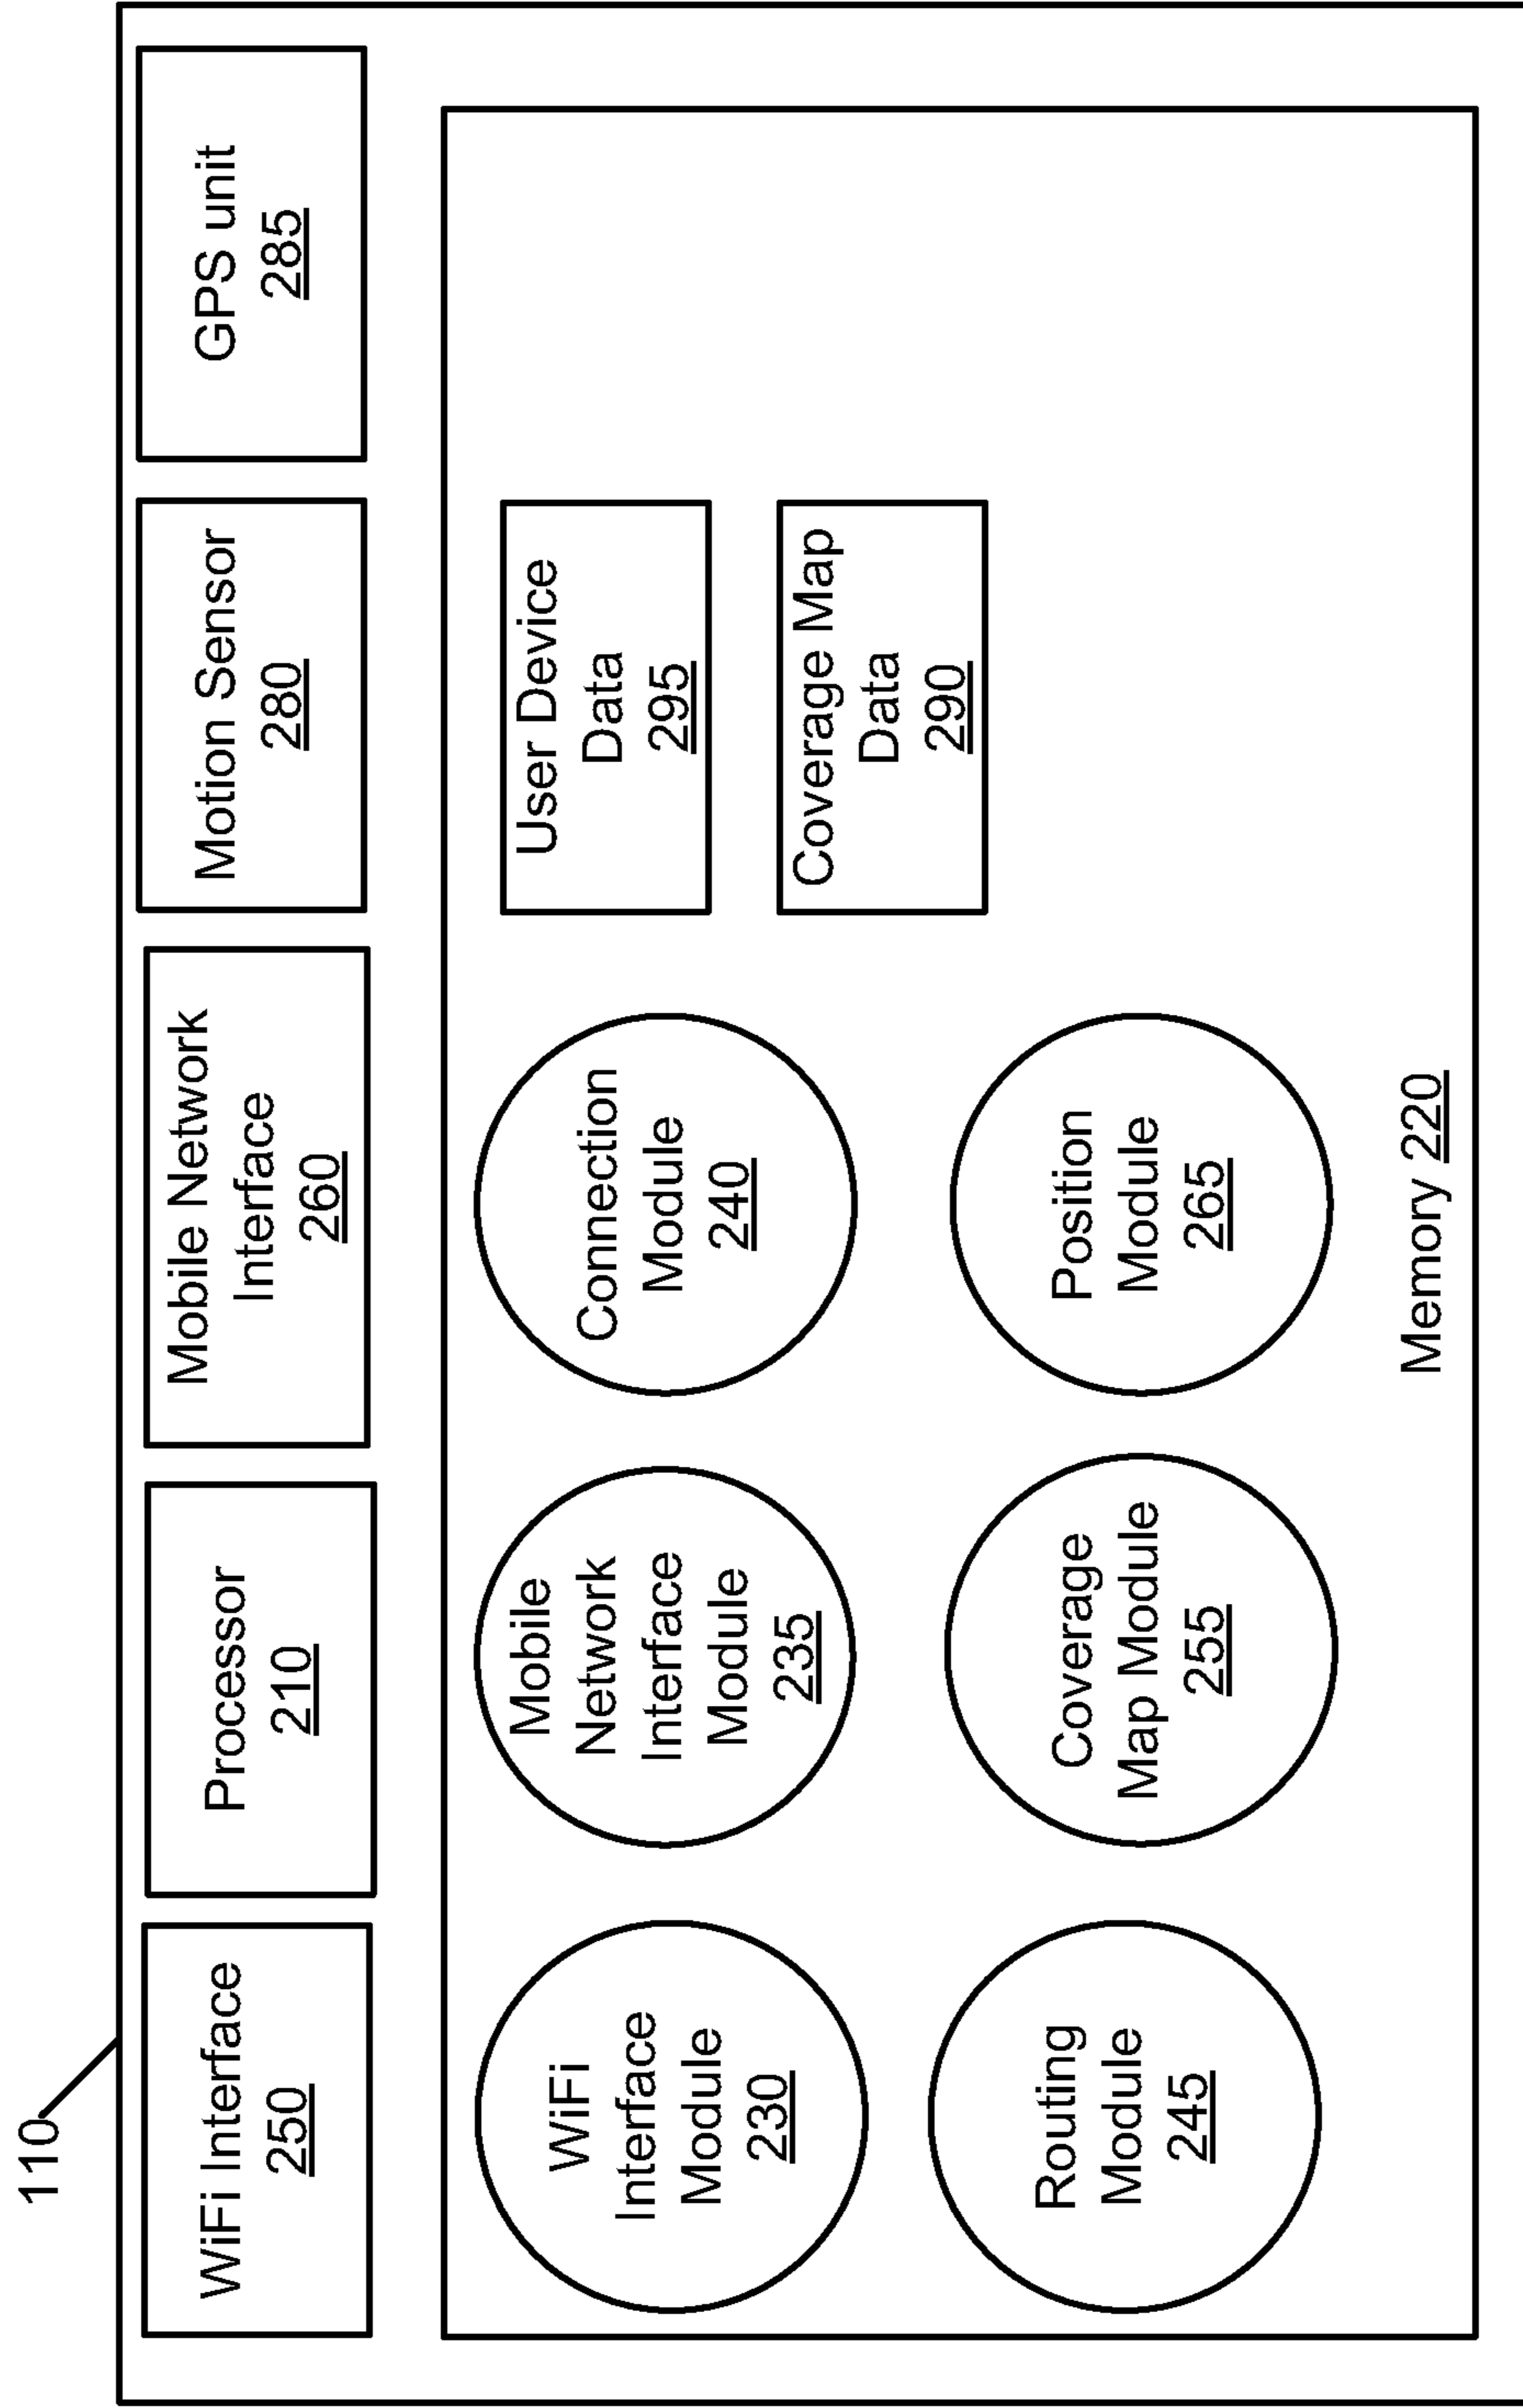 110
WiFi Interface
250
Processor
210
Mobile Network
Interface
260
Motion Sensor
280
GPS unit
285
WiFi
Interface
Module
230
Mobile
Network
Interface
Module
235
Connection
Module
240
User Device
Data
295
Coverage Map
Data
290
Routing
Module
245
Coverage
Map Module
255
Position
Module
265
Memory 220